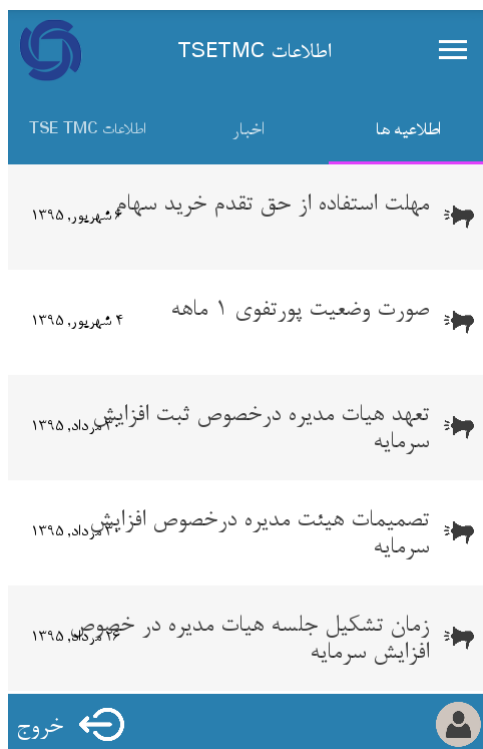 اطلاعات TSETMC
اطلاعیه ها
اخبار
اطلاعات TSE TMC
مهلت استفاده از حق تقدم خرید سهام
۶ شهریور, ۱۳۹۵
صورت وضعیت پورتفوی ۱ ماهه
۴ شهریور, ۱۳۹۵
تعهد هیات مدیره درخصوص ثبت افزایش
سرمایه
مرداد, ۱۳۹۵
تصمیمات هیئت مدیره درخصوص افزایش
سرمایه
مرداد, ۱۳۹۵
زمان تشکیل جلسه هیات مدیره در خصوص
افزایش سرمایه
۲۶ مرداد, ۱۳۹۵
خروج